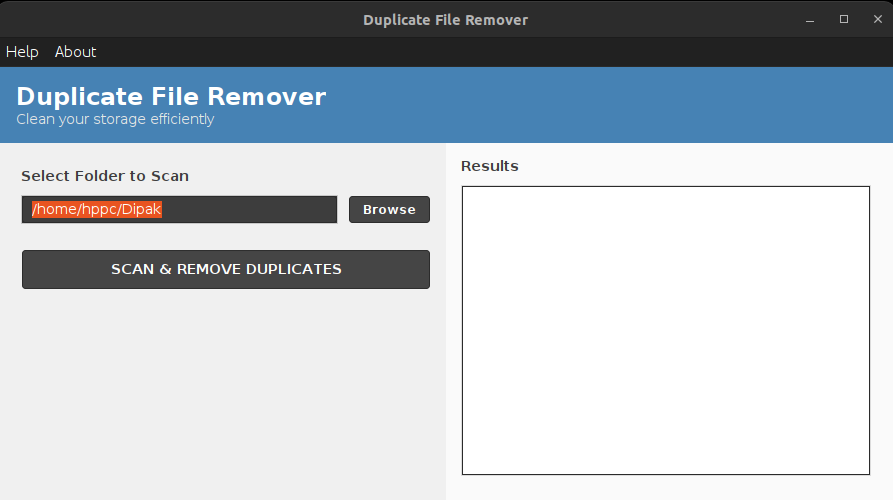 Duplicate File Remover
Help About
Duplicate File Remover
Clean your storage efficiently
Select Folder to Scan
/home/hppc/Dipak
Browse
SCAN & REMOVE DUPLICATES
Results